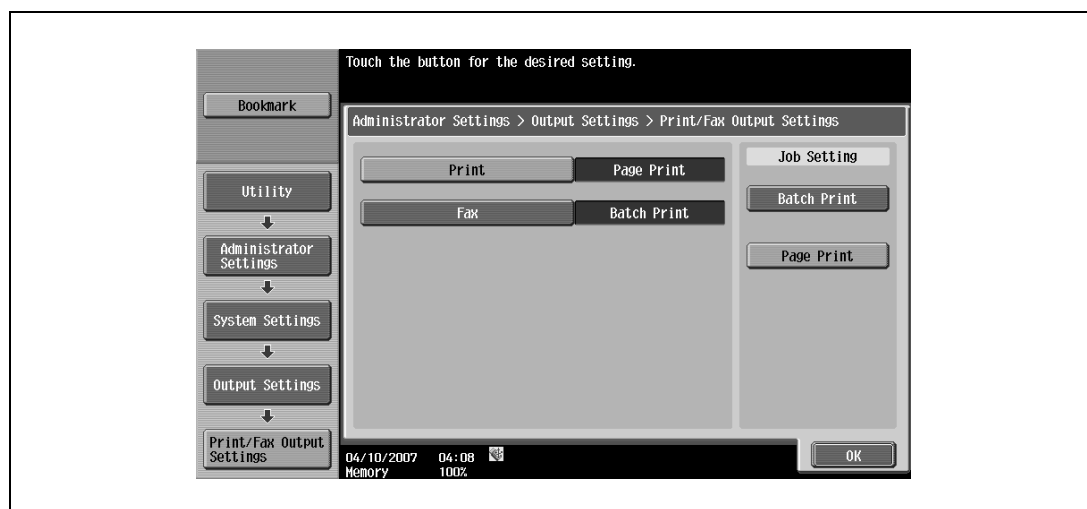 Touch the button for the desired setting.
Bookmark
Administrator Settings > Output Settings > Print/Fax Output Settings
Print Page Print
Fax Batch Print
Job Setting
Batch Print
Page Print
Utility
Administrator
Settings
System Settings
Output Settings
Print/Fax Output
Settings
04/10/2007 04:08
Memory 100%
OK